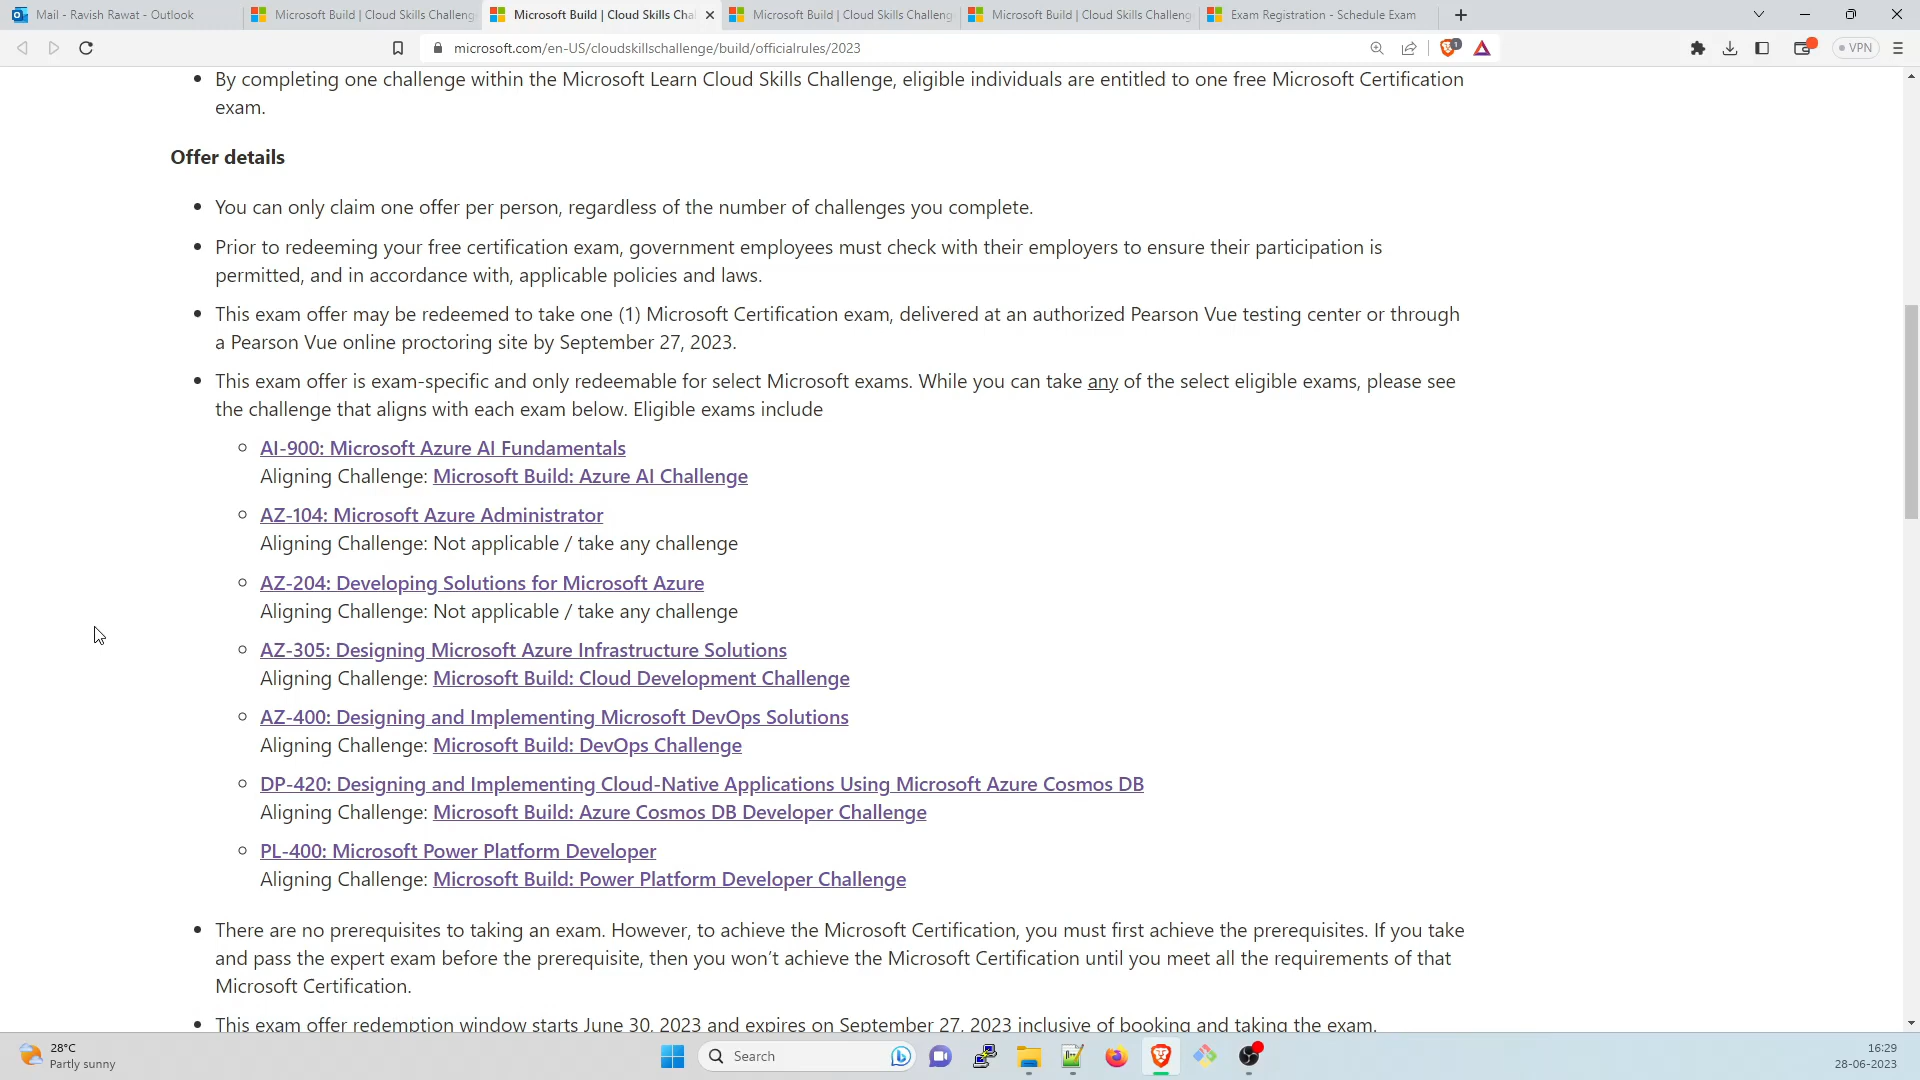 Mail - Ravish Rawat - Outlook
Microsoft Build | Cloud Skills Challeng
Microsoft Build | Cloud Skills Chal
Microsoft Build | Cloud Skills Challeng
Microsoft Build | Cloud Skills Challeng
Exam Registration - Schedule Exam
microsoft.com/en-US/cloudskillschallenge/build/officialrules/2023
1
VPN
• By completing one challenge within the Microsoft Learn Cloud Skills Challenge, eligible individuals are entitled to one free Microsoft Certification
exam.
Offer details
• You can only claim one offer per person, regardless of the number of challenges you complete.
• Prior to redeeming your free certification exam, government employees must check with their employers to ensure their participation is
permitted, and in accordance with, applicable policies and laws.
• This exam offer may be redeemed to take one (1) Microsoft Certification exam, delivered at an authorized Pearson Vue testing center or through
a Pearson Vue online proctoring site by September 27, 2023.
• This exam offer is exam-specific and only redeemable for select Microsoft exams. While you can take any of the select eligible exams, please see
the challenge that aligns with each exam below. Eligible exams include
AI-900: Microsoft Azure AI Fundamentals
Aligning Challenge: Microsoft Build: Azure AI Challenge
AZ-104: Microsoft Azure Administrator
Aligning Challenge: Not applicable / take any challenge
AZ-204: Developing Solutions for Microsoft Azure
Aligning Challenge: Not applicable / take any challenge
AZ-305: Designing Microsoft Azure Infrastructure Solutions
Aligning Challenge: Microsoft Build: Cloud Development Challenge
AZ-400: Designing and Implementing Microsoft DevOps Solutions
Aligning Challenge: Microsoft Build: DevOps Challenge
DP-420: Designing and Implementing Cloud-Native Applications Using Microsoft Azure Cosmos DB
Aligning Challenge: Microsoft Build: Azure Cosmos DB Developer Challenge
PL-400: Microsoft Power Platform Developer
Aligning Challenge: Microsoft Build: Power Platform Developer Challenge
• There are no prerequisites to taking an exam. However, to achieve the Microsoft Certification, you must first achieve the prerequisites. If you take
and pass the expert exam before the prerequisite, then you won't achieve the Microsoft Certification until you meet all the requirements of that
Microsoft Certification.
• This exam offer redemption window starts June 30, 2023 and expires on September 27, 2023 inclusive of booking and taking the exam.
28°C
Partly sunny
Search
16:29
28-06-2023